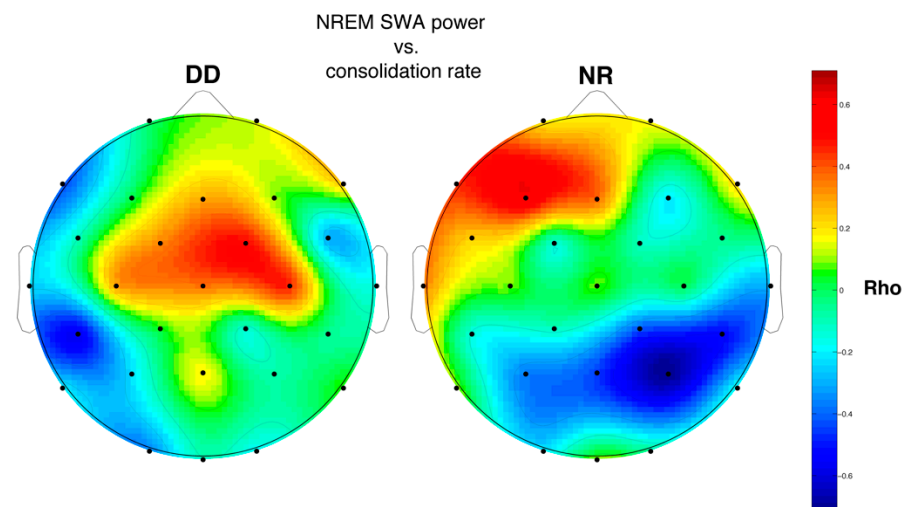 NREM SWA power
vs.
consolidation rate
DD
NR
0.6
0.4
0.2
0
-0.2
-0.4
-0.6
Rho